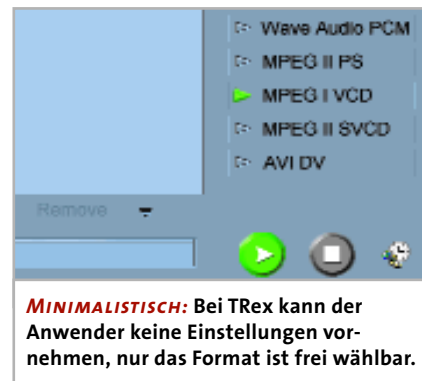 Wave Audio PCM
MPEG II PS
MPEG I VCD
MPEG II SVCD
AVI DV
Remove
MINIMALISTISCH: Bei TRex kann der
Anwender keine Einstellungen vor-
nehmen, nur das Format ist frei wählbar.